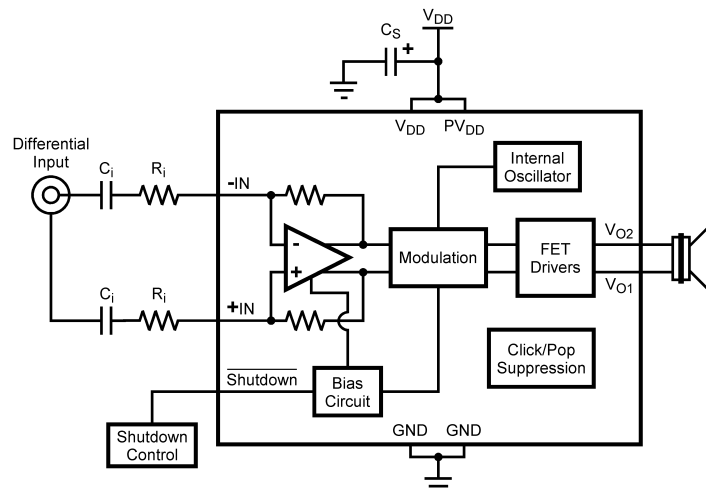 VDD
CS
+
VDD PVDD
Differential
Input
Ci
Ri
-IN
Internal
Oscillator
-
+
Modulation
FET
Drivers
VO2
VO1
Ci
Ri
+IN
Shutdown
Bias
Circuit
Click/Pop
Suppression
Shutdown
Control
GND GND